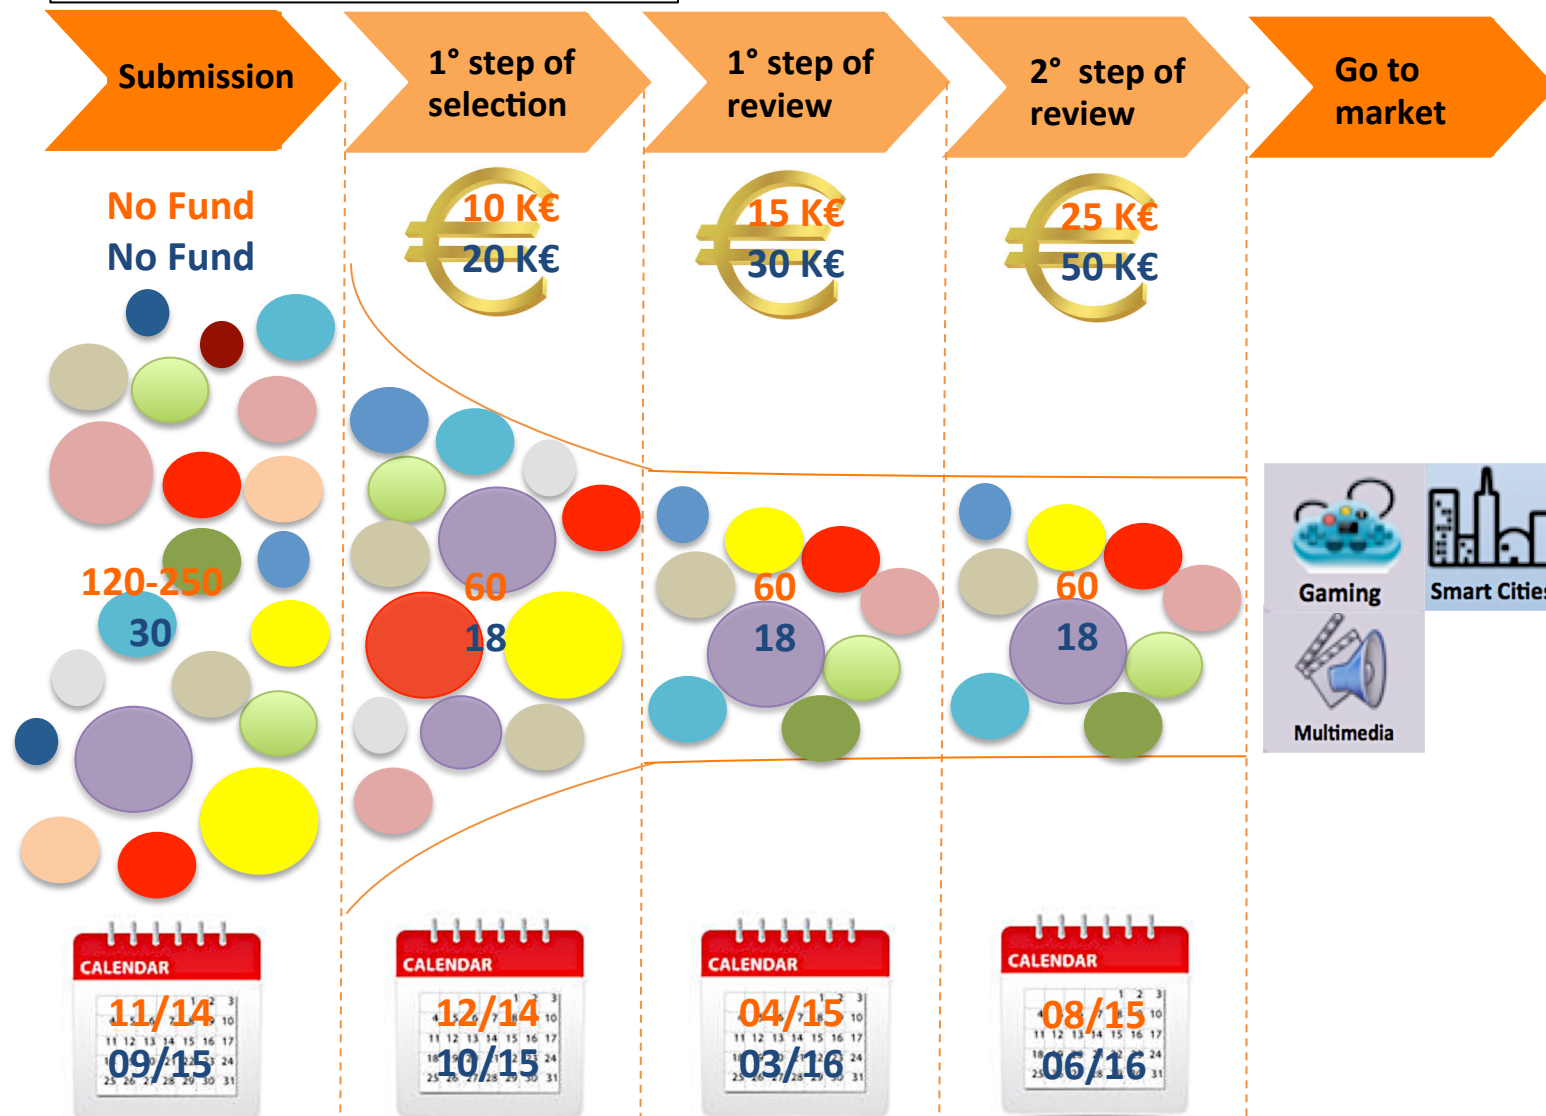 Submission
1° step of
selection
1° step of
review
2° step of
review
Go to
market
No Fund
No Fund
10 K€
20 K€
15 K€
30 K€
25 K€
50 K€
120-250
30
60
18
60
18
60
18
Gaming
Smart Cities
Multimedia
CALENDAR
11/14
09/15
CALENDAR
12/14
10/15
CALENDAR
04/15
03/16
CALENDAR
08/15
06/16